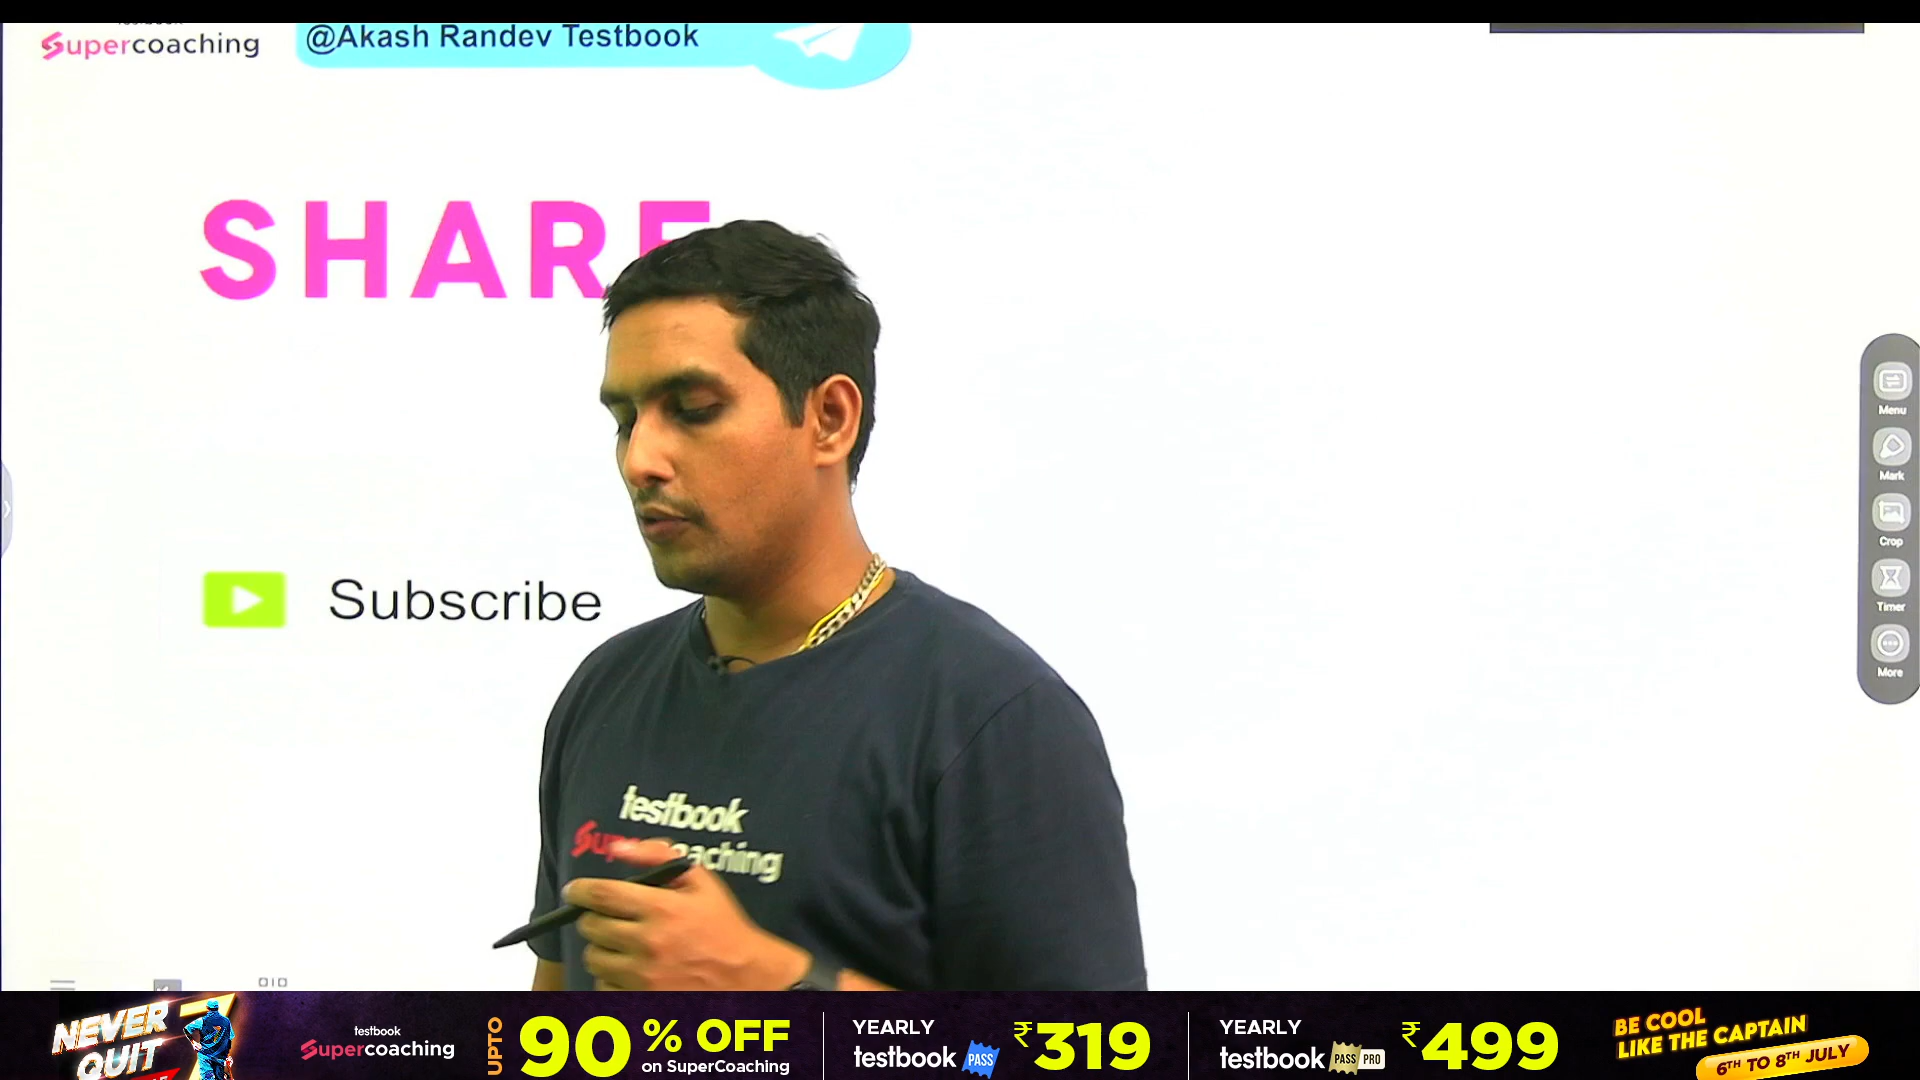 Supercoaching
@Akash Randev Testbook
SHARE
Subscribe
Menu
Mark
Crop
Timer
More
testbook
Supercoaching
NEVER
QUIT
testbook
Supercoaching
UPTO
90% OFF
on SuperCoaching
YEARLY
testbook PASS
₹319
YEARLY
testbook PASS PRO
₹499
BE COOL
LIKE THE CAPTAIN
6TH TO 8TH JULY